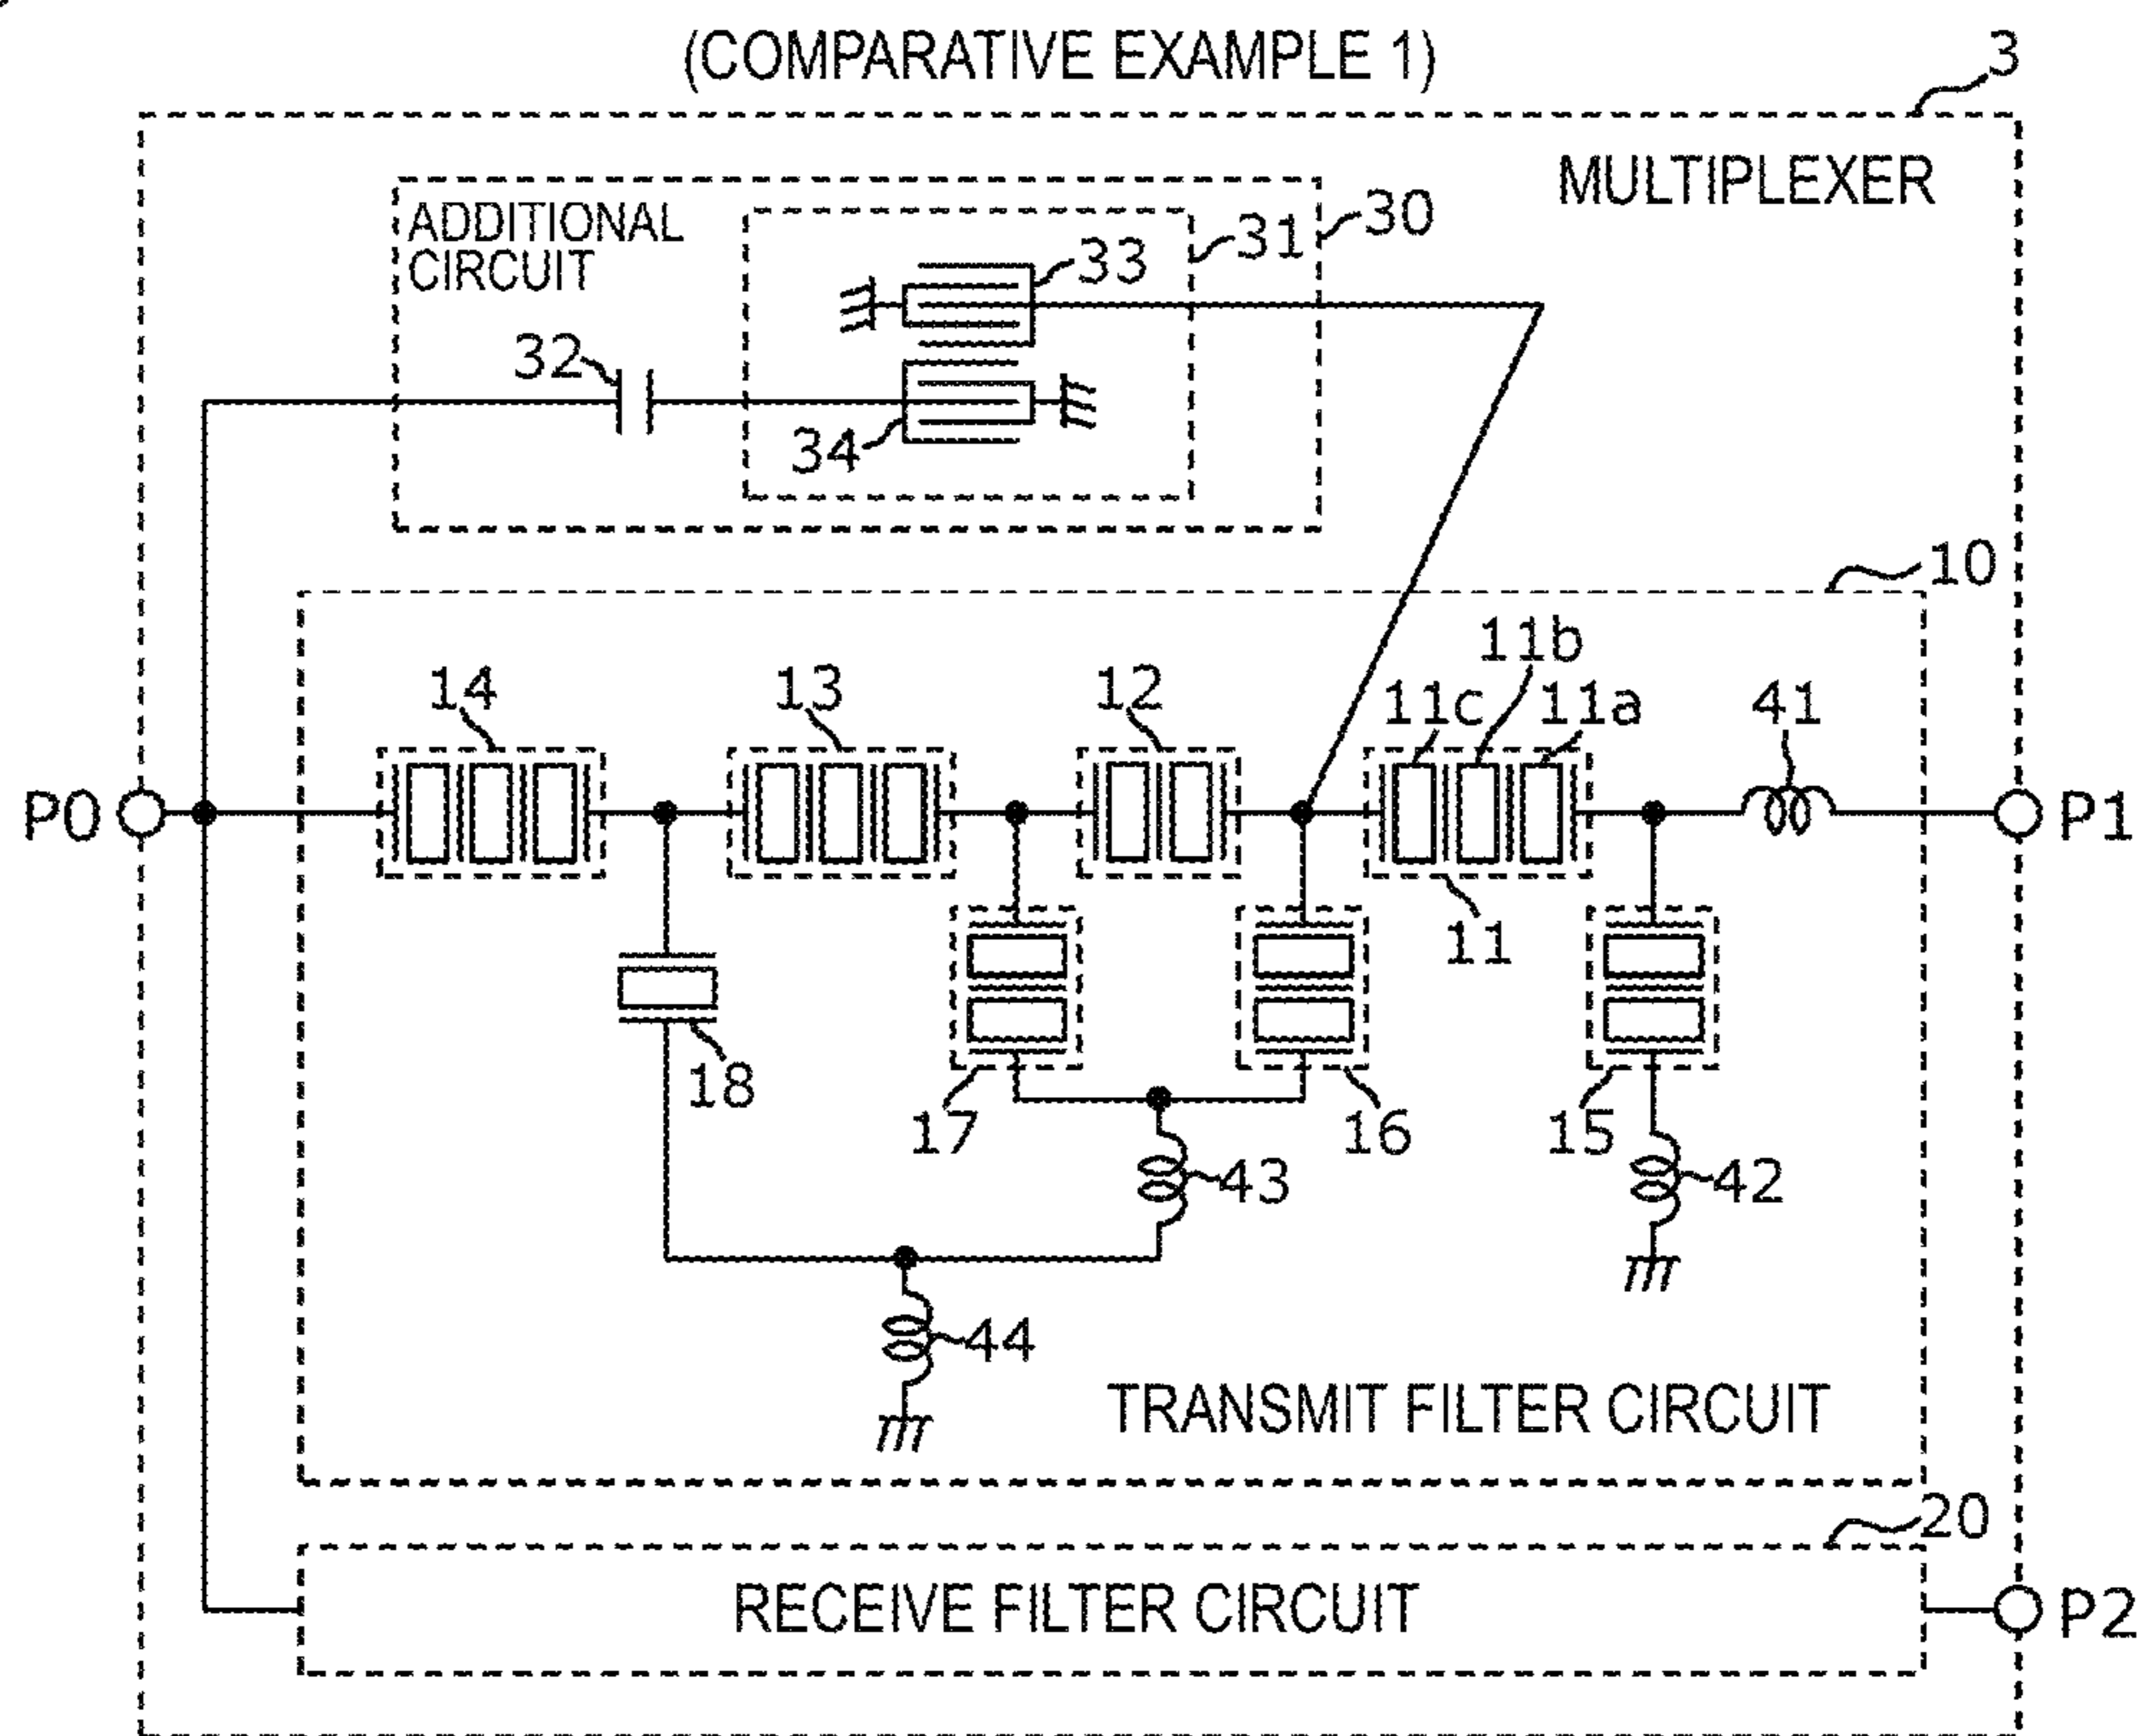 (COMPARATIVE EXAMPLE 1)
3
MULTIPLEXER
ADDITIONAL
CIRCUIT
30
31
33
32
34
10
11b
14
13
12
11c
11a
41
P0
P1
11
18
17
16
15
43
42
44
TRANSMIT FILTER CIRCUIT
20
RECEIVE FILTER CIRCUIT
P2